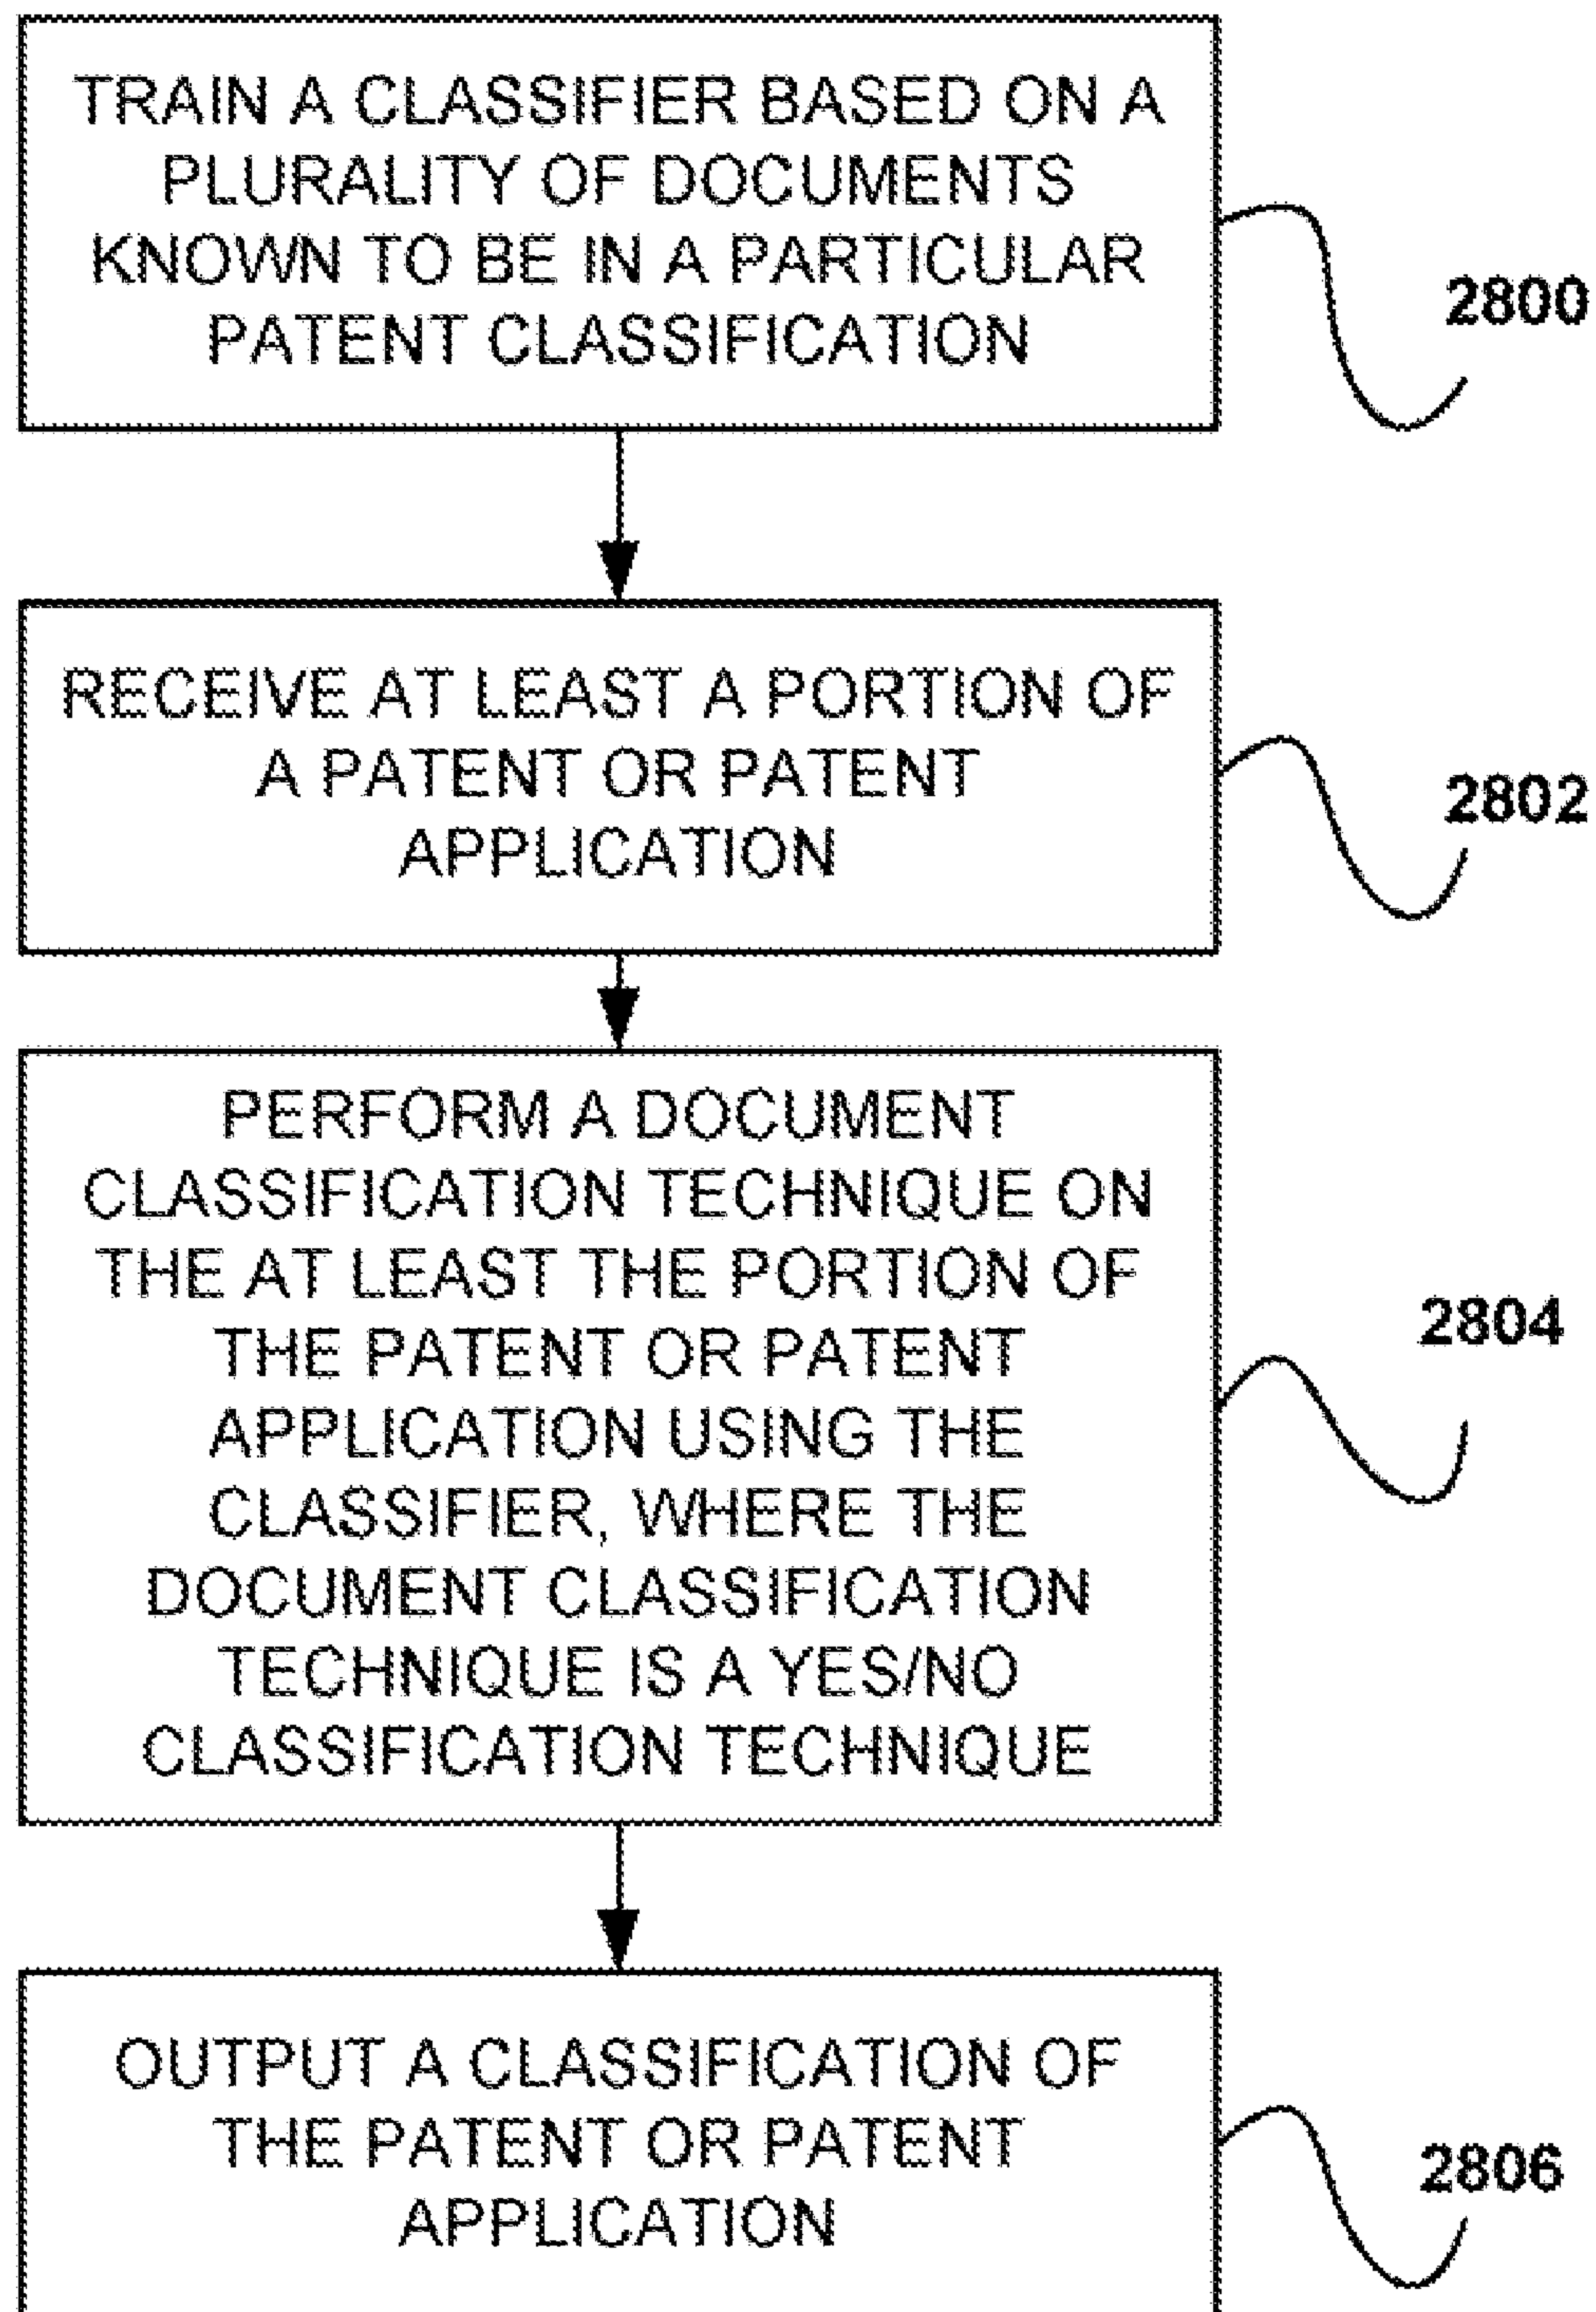 TRAIN A CLASSIFIER BASED ON A
PLURALITY OF DOCUMENTS
KNOWN TO BE IN A PARTICULAR
PATENT CLASSIFICATION
2800
RECEIVE AT LEAST A PORTION OF
A PATENT OR PATENT
APPLICATION
2802
PERFORM A DOCUMENT
CLASSIFICATION TECHNIQUE ON
THE AT LEAST THE PORTION OF
THE PATENT OR PATENT
APPLICATION USING THE
CLASSIFIER, WHERE THE
DOCUMENT CLASSIFICATION
TECHNIQUE IS A YES/NO
CLASSIFICATION TECHNIQUE
2804
OUTPUT A CLASSIFICATION OF
THE PATENT OR PATENT
APPLICATION
2806